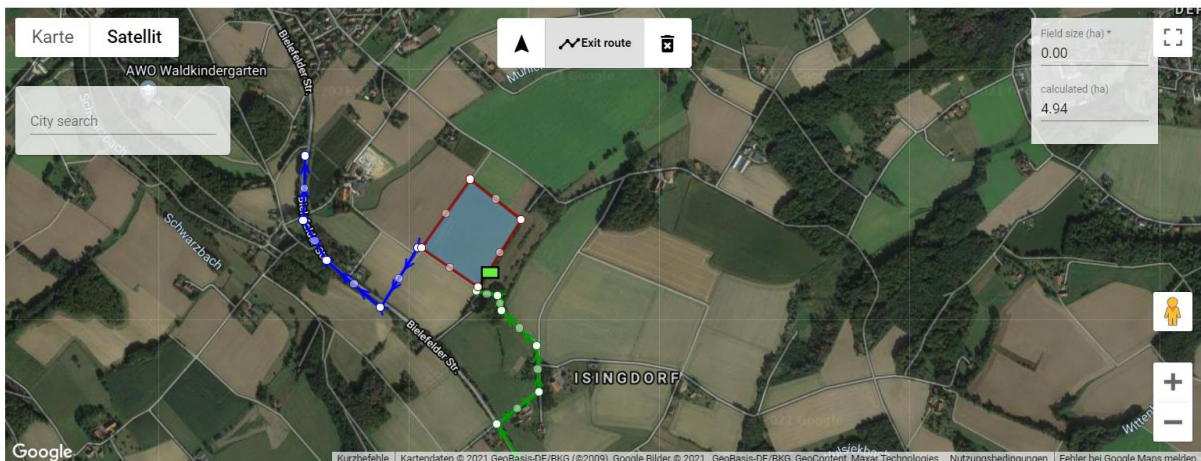 Karte
Satellit
Exit route
Field size (ha) *
0.00
calculated (ha)
4.94
AWO Waldkindergarten
City search
Bielefelder Str.
Schwarzbach
Bielefelder Str.
ISINGDORF
Google
Kurzbefehle
Kartendaten © 2021 GeoBasis-DE/BKG (©2009), Google Bilder © 2021 , GeoBasis-DE/BKG, GeoContent, Maxar Technologies
Nutzungsbedingungen
Fehler bei Google Maps melden